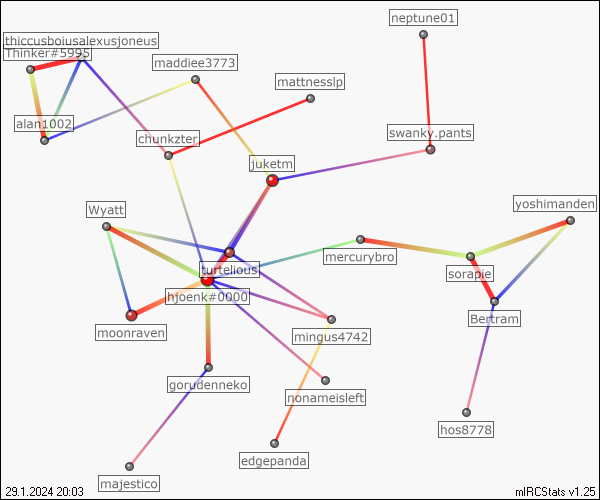 neptune01
thiccusboiusalexusjoneus
Thinker#5995
maddiee3773
mattnesslp
alan1002
chunkzter
swanky.pants
juketm
Wyatt
yoshimanden
mercurybro
turtelious
sorapie
hjoenk#0000
Bertram
moonraven
mingus4742
gorudenneko
nonameisleft
hos8778
edgepanda
majestico
29.1.2024 20:03
mIRCStats v1.25